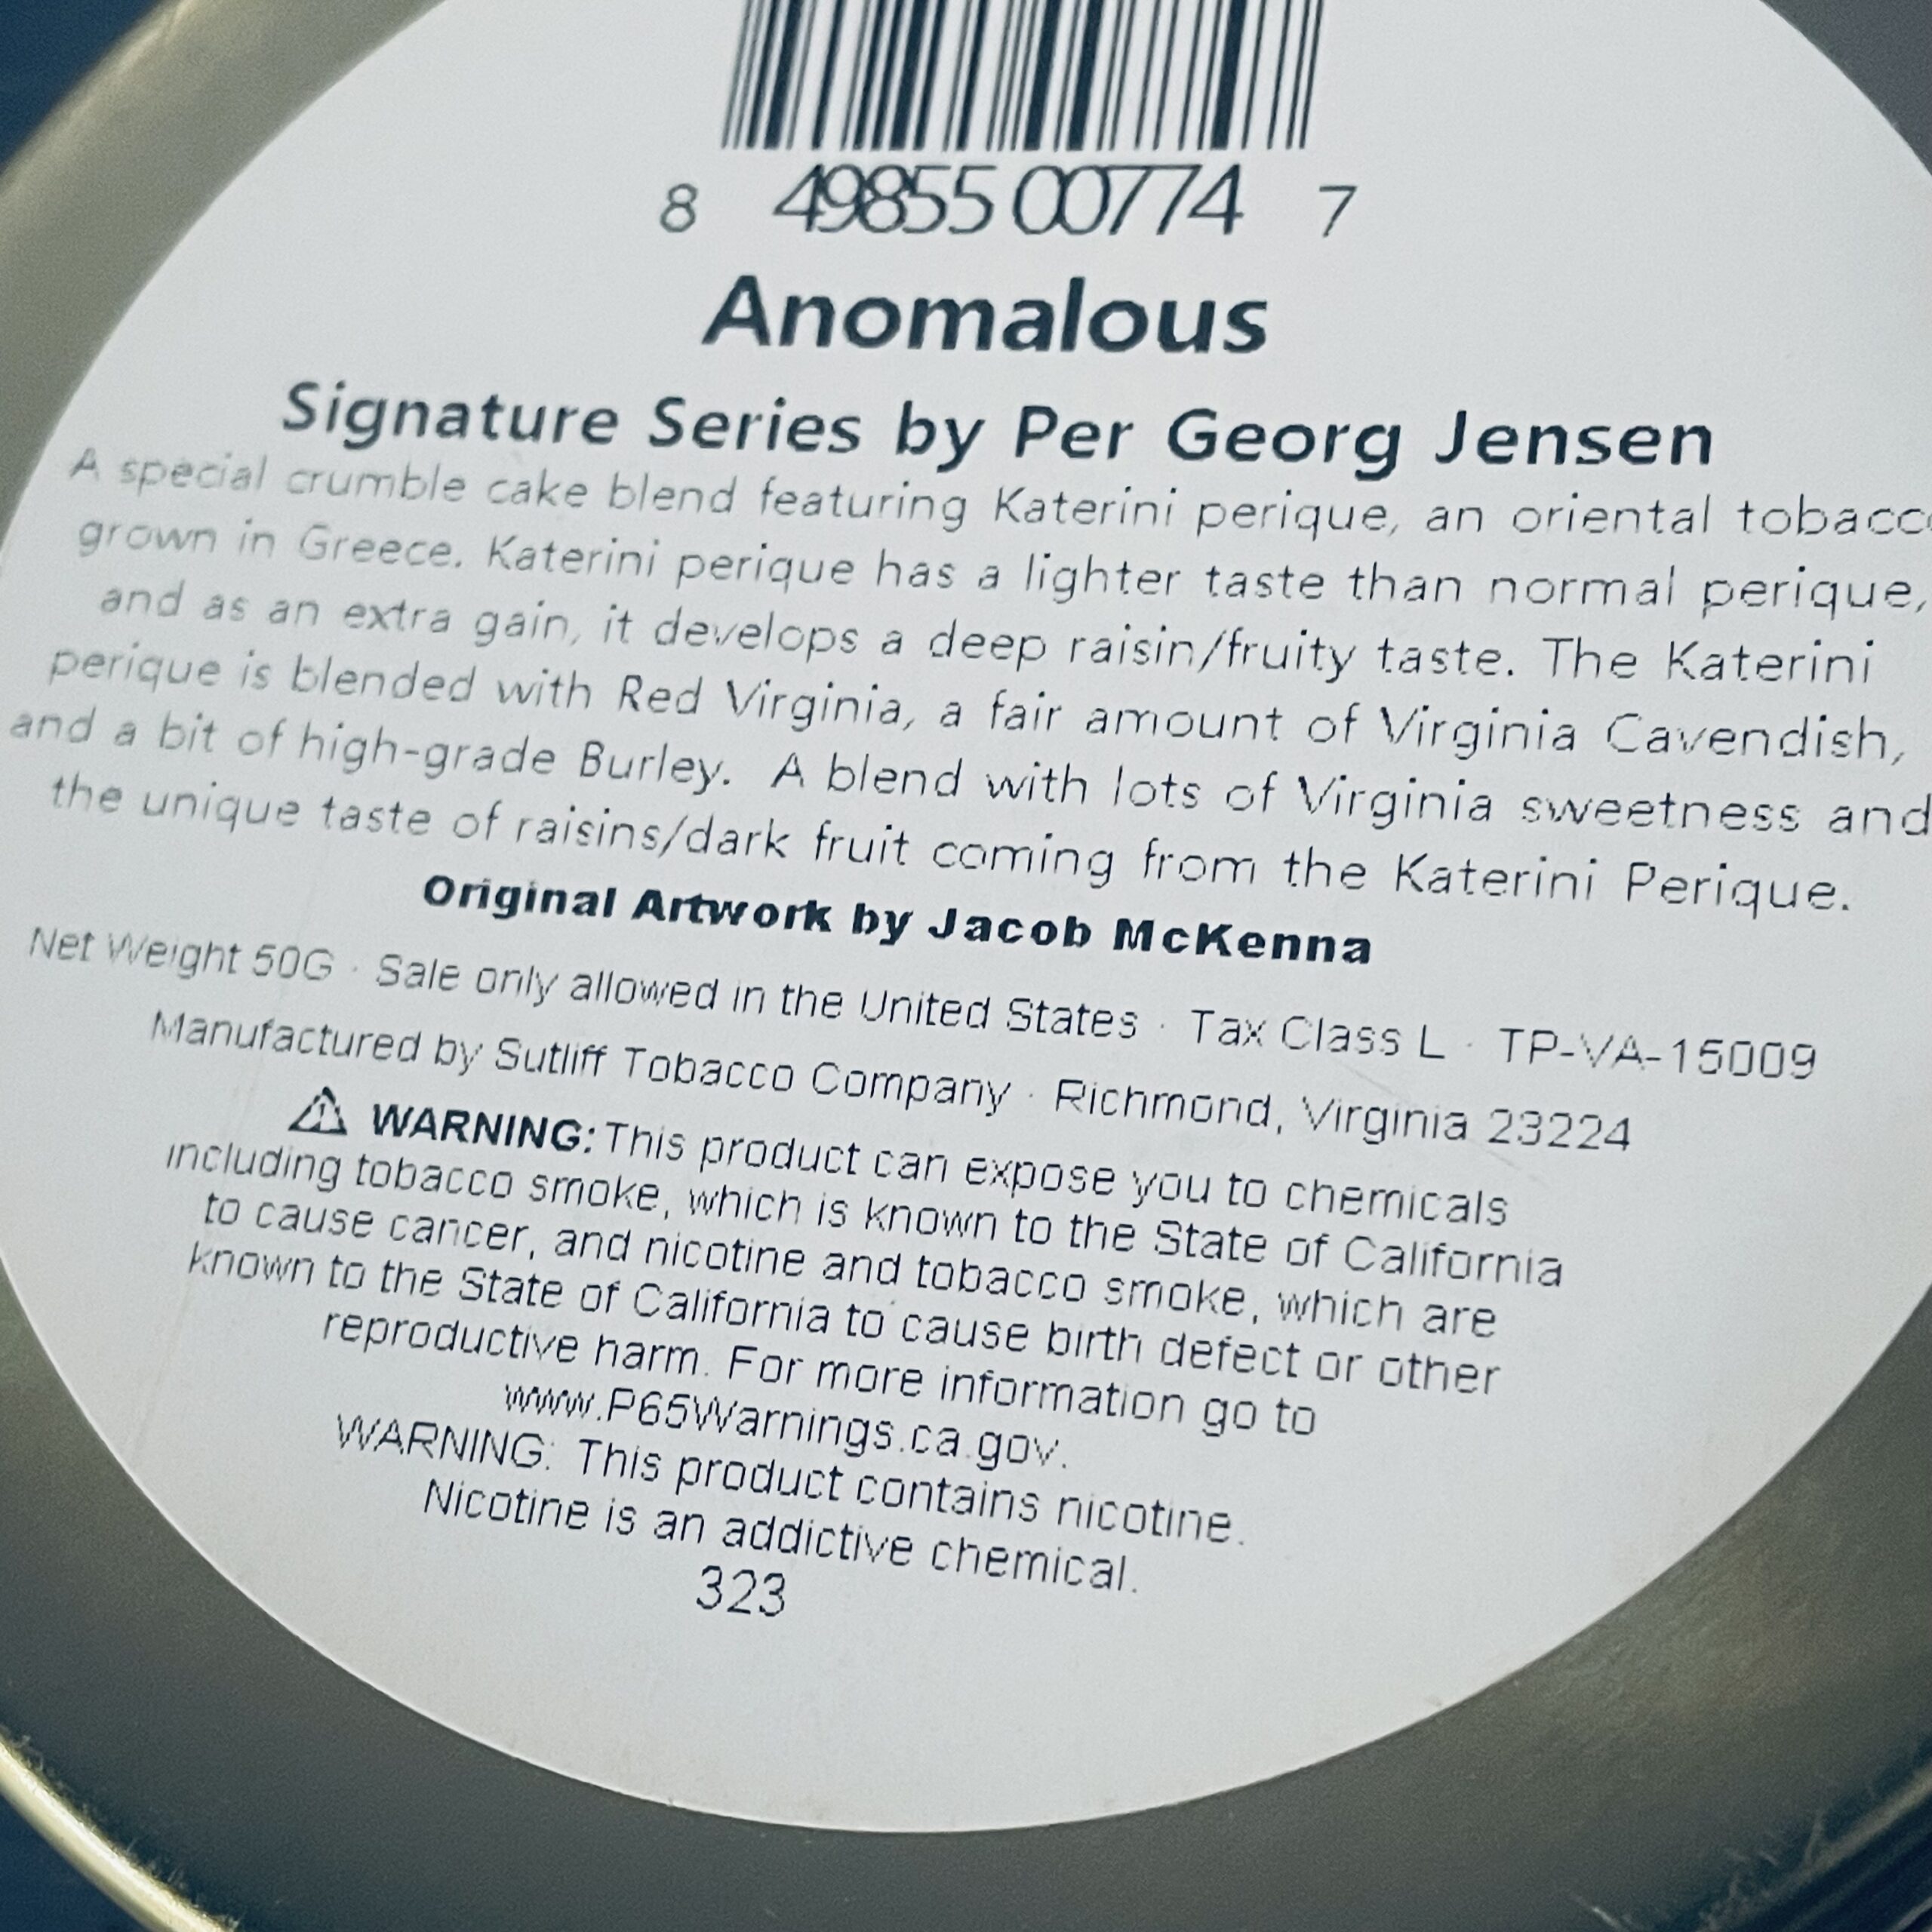 8 49855 00774 7
Anomalous
Signature Series by Per Georg Jensen
A special crumble cake blend featuring Katerini perique, an oriental tobacco
grown in Greece. Katerini perique has a lighter taste than normal perique,
and as an extra gain, it develops a deep raisin/fruity taste. The Katerini
perique is blended with Red Virginia, a fair amount of Virginia Cavendish,
and a bit of high-grade Burley. A blend with lots of Virginia sweetness and
the unique taste of raisins/dark fruit coming from the Katerini Perique.
Original Artwork by Jacob McKenna
Net Weight 50G · Sale only allowed in the United States · Tax Class L · TP-VA-15009
Manufactured by Sutliff Tobacco Company · Richmond, Virginia 23224
⚠ WARNING: This product can expose you to chemicals
including tobacco smoke, which is known to the State of California
to cause cancer, and nicotine and tobacco smoke, which are
known to the State of California to cause birth defect or other
reproductive harm. For more information go to
www.P65Warnings.ca.gov.
WARNING: This product contains nicotine.
Nicotine is an addictive chemical.
323